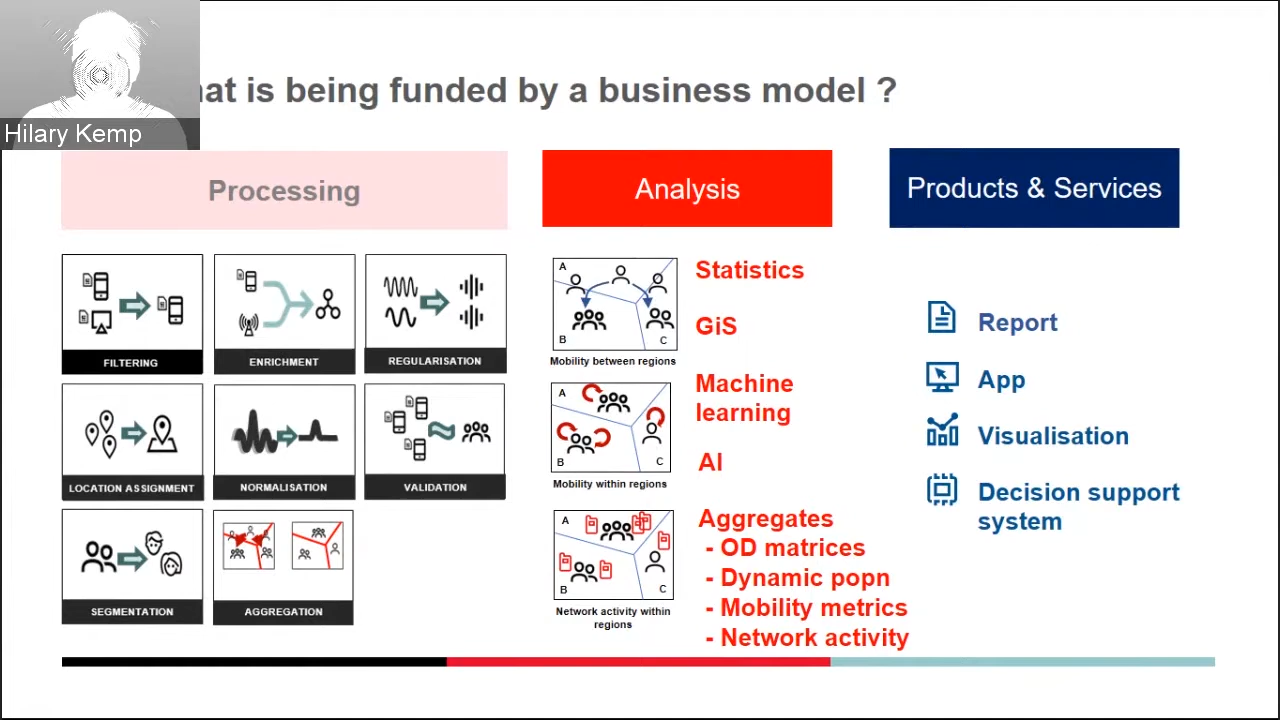 hat is being funded by a business model ?
Hilary Kemp
Processing
Analysis
Products & Services
FILTERING
ENRICHMENT
REGULARISATION
LOCATION ASSIGNMENT
NORMALISATION
VALIDATION
SEGMENTATION
AGGREGATION
A
B
C
Mobility between regions
A
B
C
Mobility within regions
A
B
C
Network activity within
regions
Statistics
GiS
Machine
learning
AI
Aggregates
- OD matrices
- Dynamic popn
- Mobility metrics
- Network activity
Report
App
Visualisation
Decision support
system